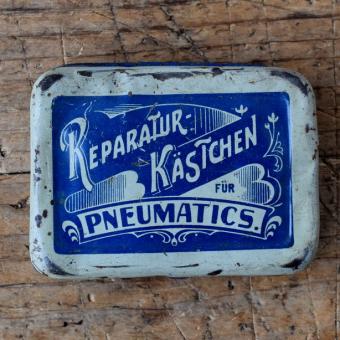 REPARATUR-
KÄSTCHEN
FÜR
PNEUMATICS.